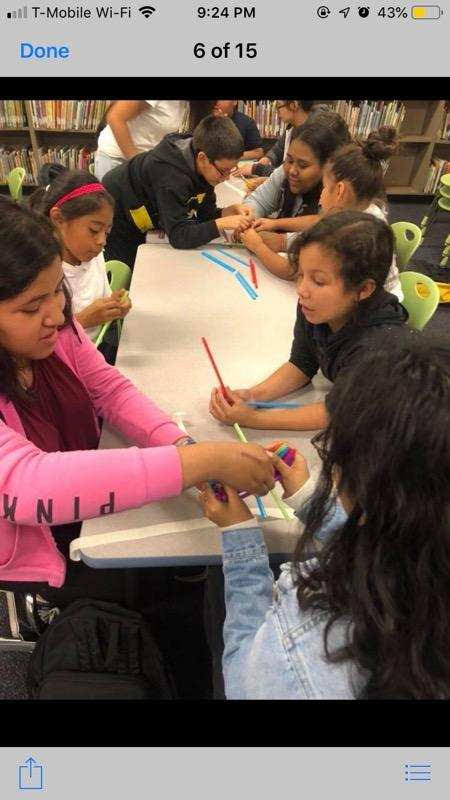 T-Mobile Wi-Fi 9:24 PM 43%
Done 6 of 15
PINK